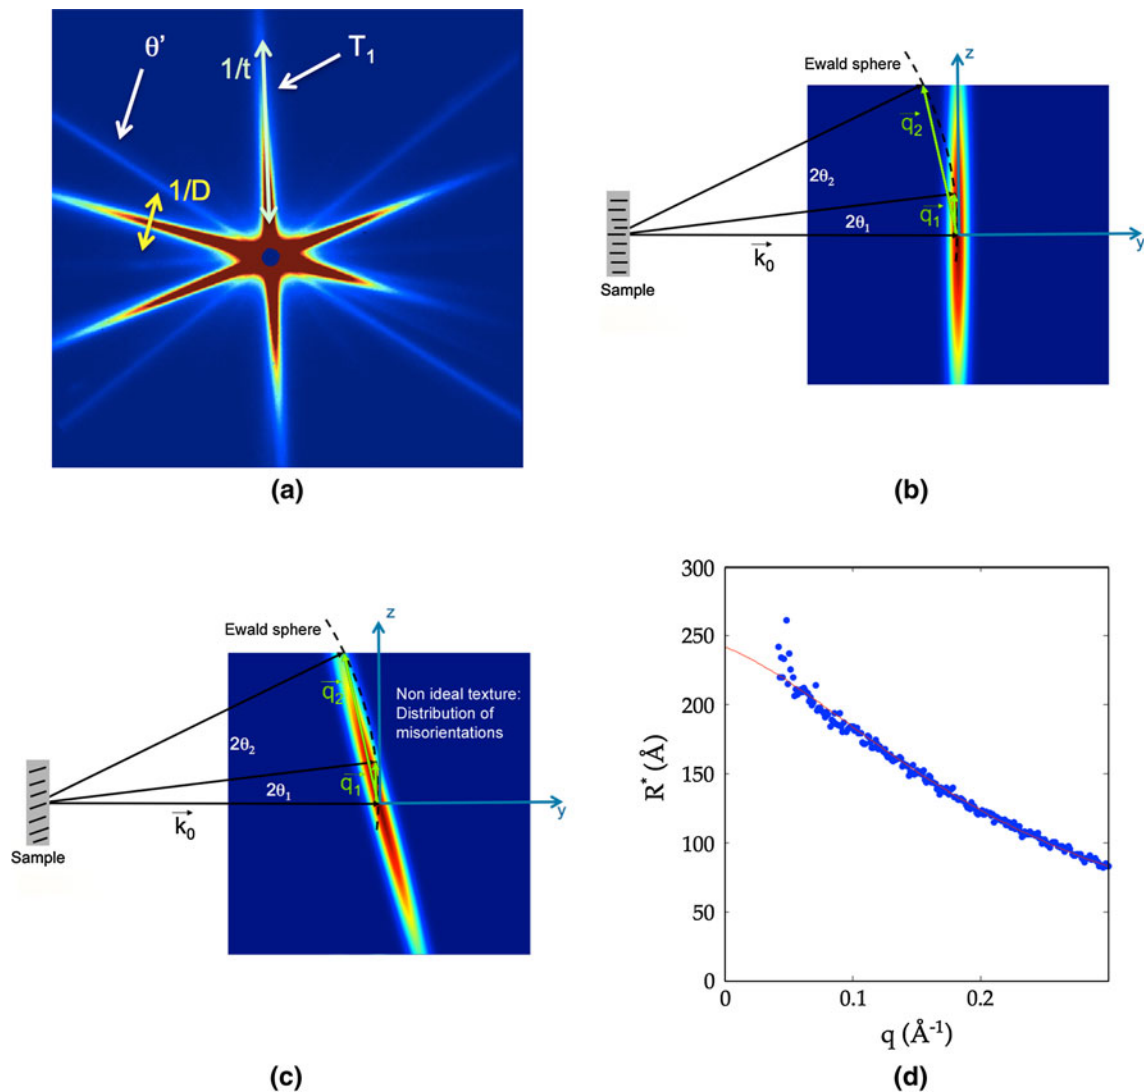 θ'
1/t
T1
1/D
(a)
Ewald sphere
z
q2
2θ2
q1
2θ1
k0
y
Sample
(b)
Ewald sphere
z
q2
Non ideal texture:
Distribution of
misorientations
2θ2
q1
2θ1
k0
y
Sample
(c)
300
250
200
150
100
50
0
R* (Å)
0
0.1
0.2
q (Å-1)
(d)